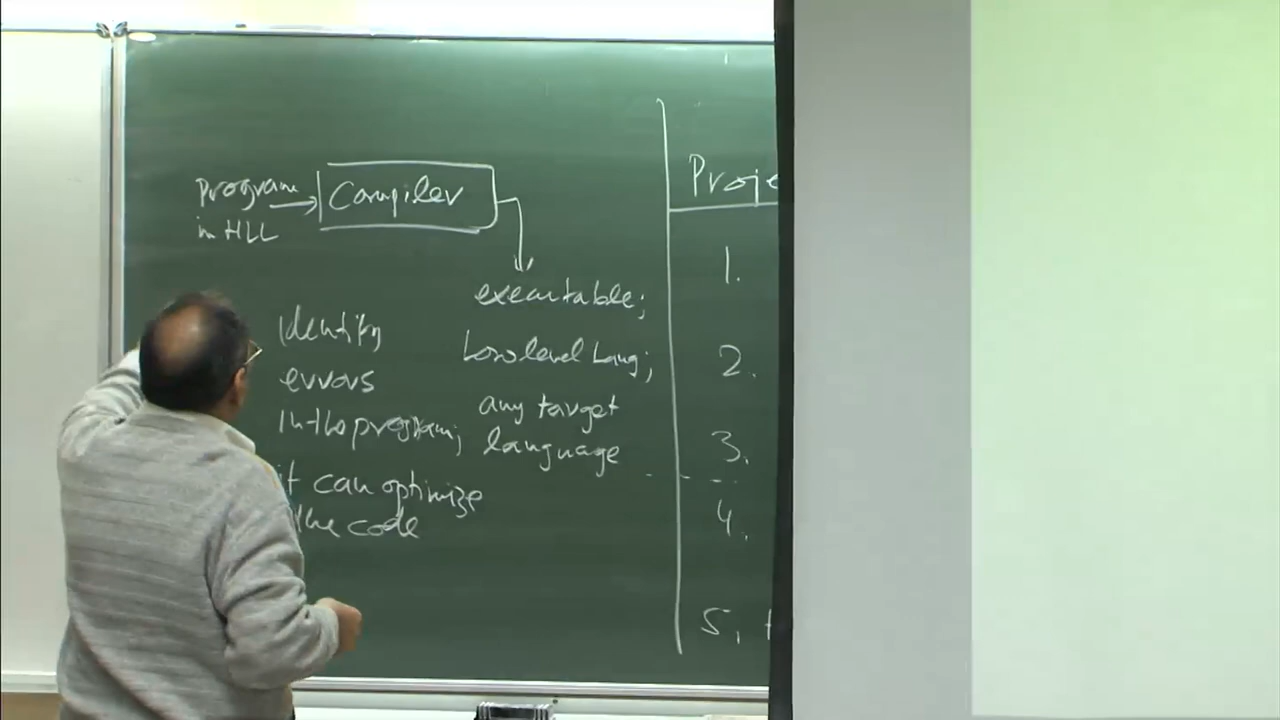 Program
in HLL
Compiler
executable;
Low level Lang;
any target
language
identify
errors
in the program;
it can optimize
the code
Proje
1.
2.
3.
4.
5.